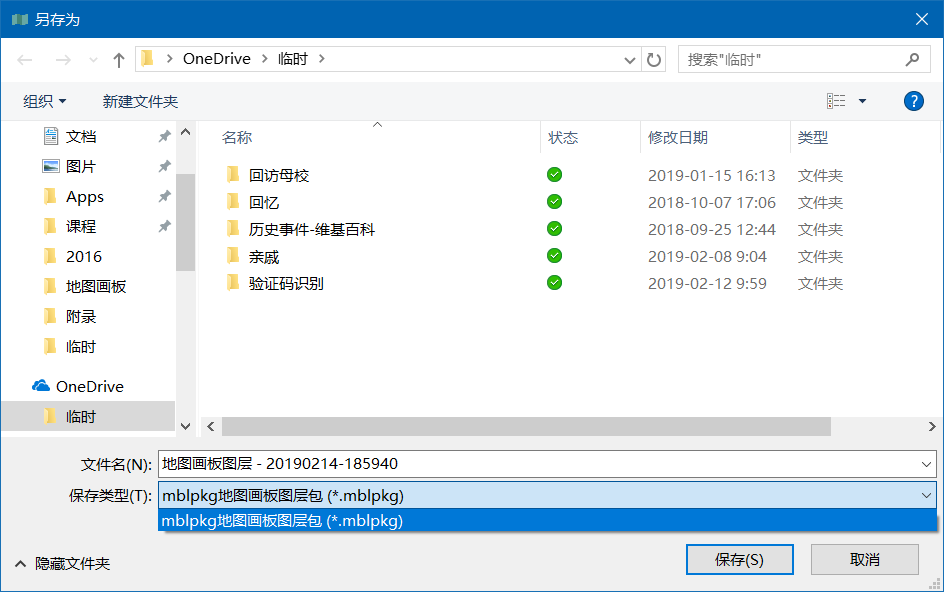 另存为
OneDrive 临时
搜索"临时"
组织 新建文件夹
?
文档
图片
Apps
课程
2016
地图画板
附录
临时
OneDrive
临时
名称 状态 修改日期 类型
回访母校 2019-01-15 16:13 文件夹
回忆 2018-10-07 17:06 文件夹
历史事件-维基百科 2018-09-25 12:44 文件夹
亲戚 2019-02-08 9:04 文件夹
验证码识别 2019-02-12 9:59 文件夹
文件名(N): 地图画板图层 - 20190214-185940
保存类型(T): mblpkg地图画板图层包 (*.mblpkg)
mblpkg地图画板图层包 (*.mblpkg)
隐藏文件夹 保存(S) 取消